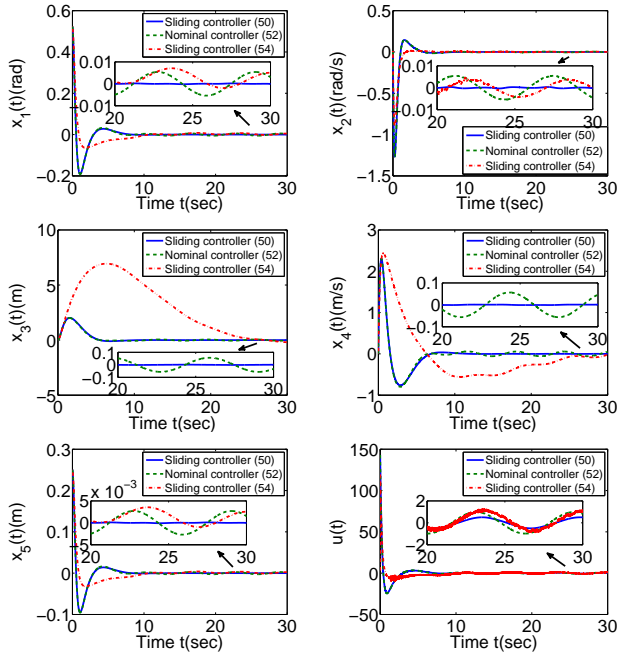 Sliding controller (50)
Nominal controller (52)
Sliding controller (54)
x1(t)(rad)
0.6
0.4
0.2
0
−0.2
0.01
0
0.01
20 25 30
0 10 20 30
Time t(sec)
x2(t)(rad/s)
0.5
0
−0.5
−1
−1.5
0.01
0
0.01
20 25 30
Sliding controller (50)
Nominal controller (52)
Sliding controller (54)
0 10 20 30
Time t(sec)
Sliding controller (50)
Nominal controller (52)
Sliding controller (54)
x3(t)(m)
10
5
0
−5
0.1
0
−0.1
20 25 30
0 10 20 30
Time t(sec)
Sliding controller (50)
Nominal controller (52)
Sliding controller (54)
x4(t)(m/s)
3
2
1
0
−1
0.1
0
−0.1
20 25 30
0 10 20 30
Time t(sec)
Sliding controller (50)
Nominal controller (52)
Sliding controller (54)
x5(t)(m)
0.3
0.2
0.1
0
−0.1
5 x 10−3
0
5
20 25 30
0 10 20 30
Time t(sec)
Sliding controller (50)
Nominal controller (52)
Sliding controller (54)
u(t)
150
100
50
0
−50
2
0
−2
20 25 30
0 10 20 30
Time t(sec)